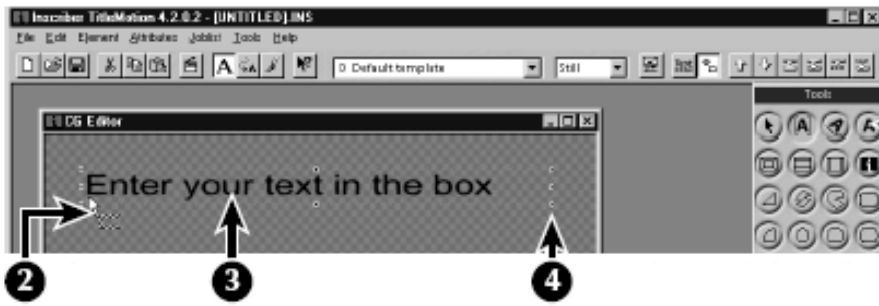 Inscriber TitleMotion 4.2.0.2 - [UNTITLED].INS
File Edit Element Attributes Joblist Tools Help
A 0 Default template Still
Tools
CG Editor
Enter your text in the box
2 3 4